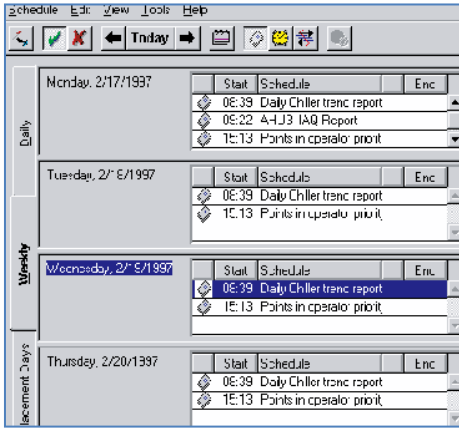 Schedule Edit View Tools Help
Today
Daily
Weekly
lacement Days
Monday, 2/17/1997
Start Schedule End
08:39 Daily Chiller trend report
09:22 AHU3 IAQ Report
15:13 Points in operator priorit
Tuesday, 2/18/1997
Start Schedule End
08:39 Daily Chiller trend report
15:13 Points in operator priorit
Wednesday, 2/19/1997
Start Schedule End
08:39 Daily Chiller trend report
15:13 Points in operator priorit
Thursday, 2/20/1997
Start Schedule End
08:39 Daily Chiller trend report
15:13 Points in operator priorit